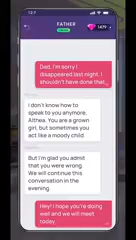 12:7
FATHER
1479
Dad, I'm sorry I
disappeared last night. I
shouldn't have done that.
I don't know how to
speak to you anymore,
Althea. You are a grown
girl, but sometimes you
act like a moody child.
But I'm glad you admit
that you were wrong.
We will continue this
conversation in the
evening.
Hey! I hope you're doing
well and we will meet
today.